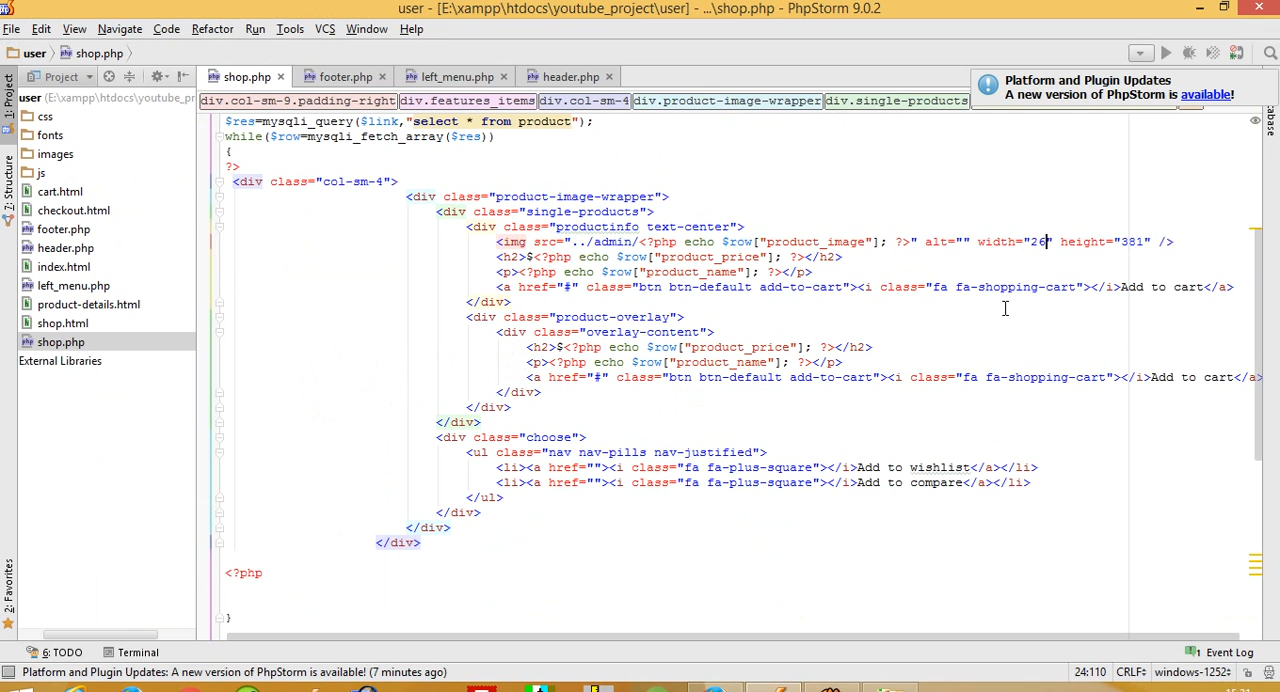 user - [E:\xampp\htdocs\youtube_project\user] - ...\shop.php - PhpStorm 9.0.2
File Edit View Navigate Code Refactor Run Tools VCS Window Help
user shop.php
Project shop.php footer.php left_menu.php header.php
Platform and Plugin Updates
A new version of PhpStorm is available!
1: Project
7: Structure
2: Favorites
Database
user (E:\xampp\htdocs\youtube_pr
css
fonts
images
js
cart.html
checkout.html
footer.php
header.php
index.html
left_menu.php
product-details.html
shop.html
shop.php
External Libraries
div.col-sm-9.padding-right div.features_items div.col-sm-4 div.product-image-wrapper div.single-products
$res=mysqli_query($link,"select * from product");
while($row=mysqli_fetch_array($res))
{
?>
<div class="col-sm-4">
<div class="product-image-wrapper">
<div class="single-products">
<div class="productinfo text-center">
<img src="../admin/<?php echo $row["product_image"]; ?>" alt="" width="26" height="381" />
<h2>$<?php echo $row["product_price"]; ?></h2>
<p><?php echo $row["product_name"]; ?></p>
<a href="#" class="btn btn-default add-to-cart"><i class="fa fa-shopping-cart"></i>Add to cart</a>
</div>
<div class="product-overlay">
<div class="overlay-content">
<h2>$<?php echo $row["product_price"]; ?></h2>
<p><?php echo $row["product_name"]; ?></p>
<a href="#" class="btn btn-default add-to-cart"><i class="fa fa-shopping-cart"></i>Add to cart</a>
</div>
</div>
</div>
<div class="choose">
<ul class="nav nav-pills nav-justified">
<li><a href=""><i class="fa fa-plus-square"></i>Add to wishlist</a></li>
<li><a href=""><i class="fa fa-plus-square"></i>Add to compare</a></li>
</ul>
</div>
</div>
</div>
<?php
}
6: TODO Terminal 1 Event Log
Platform and Plugin Updates: A new version of PhpStorm is available! (7 minutes ago) 24:110 CRLF windows-1252